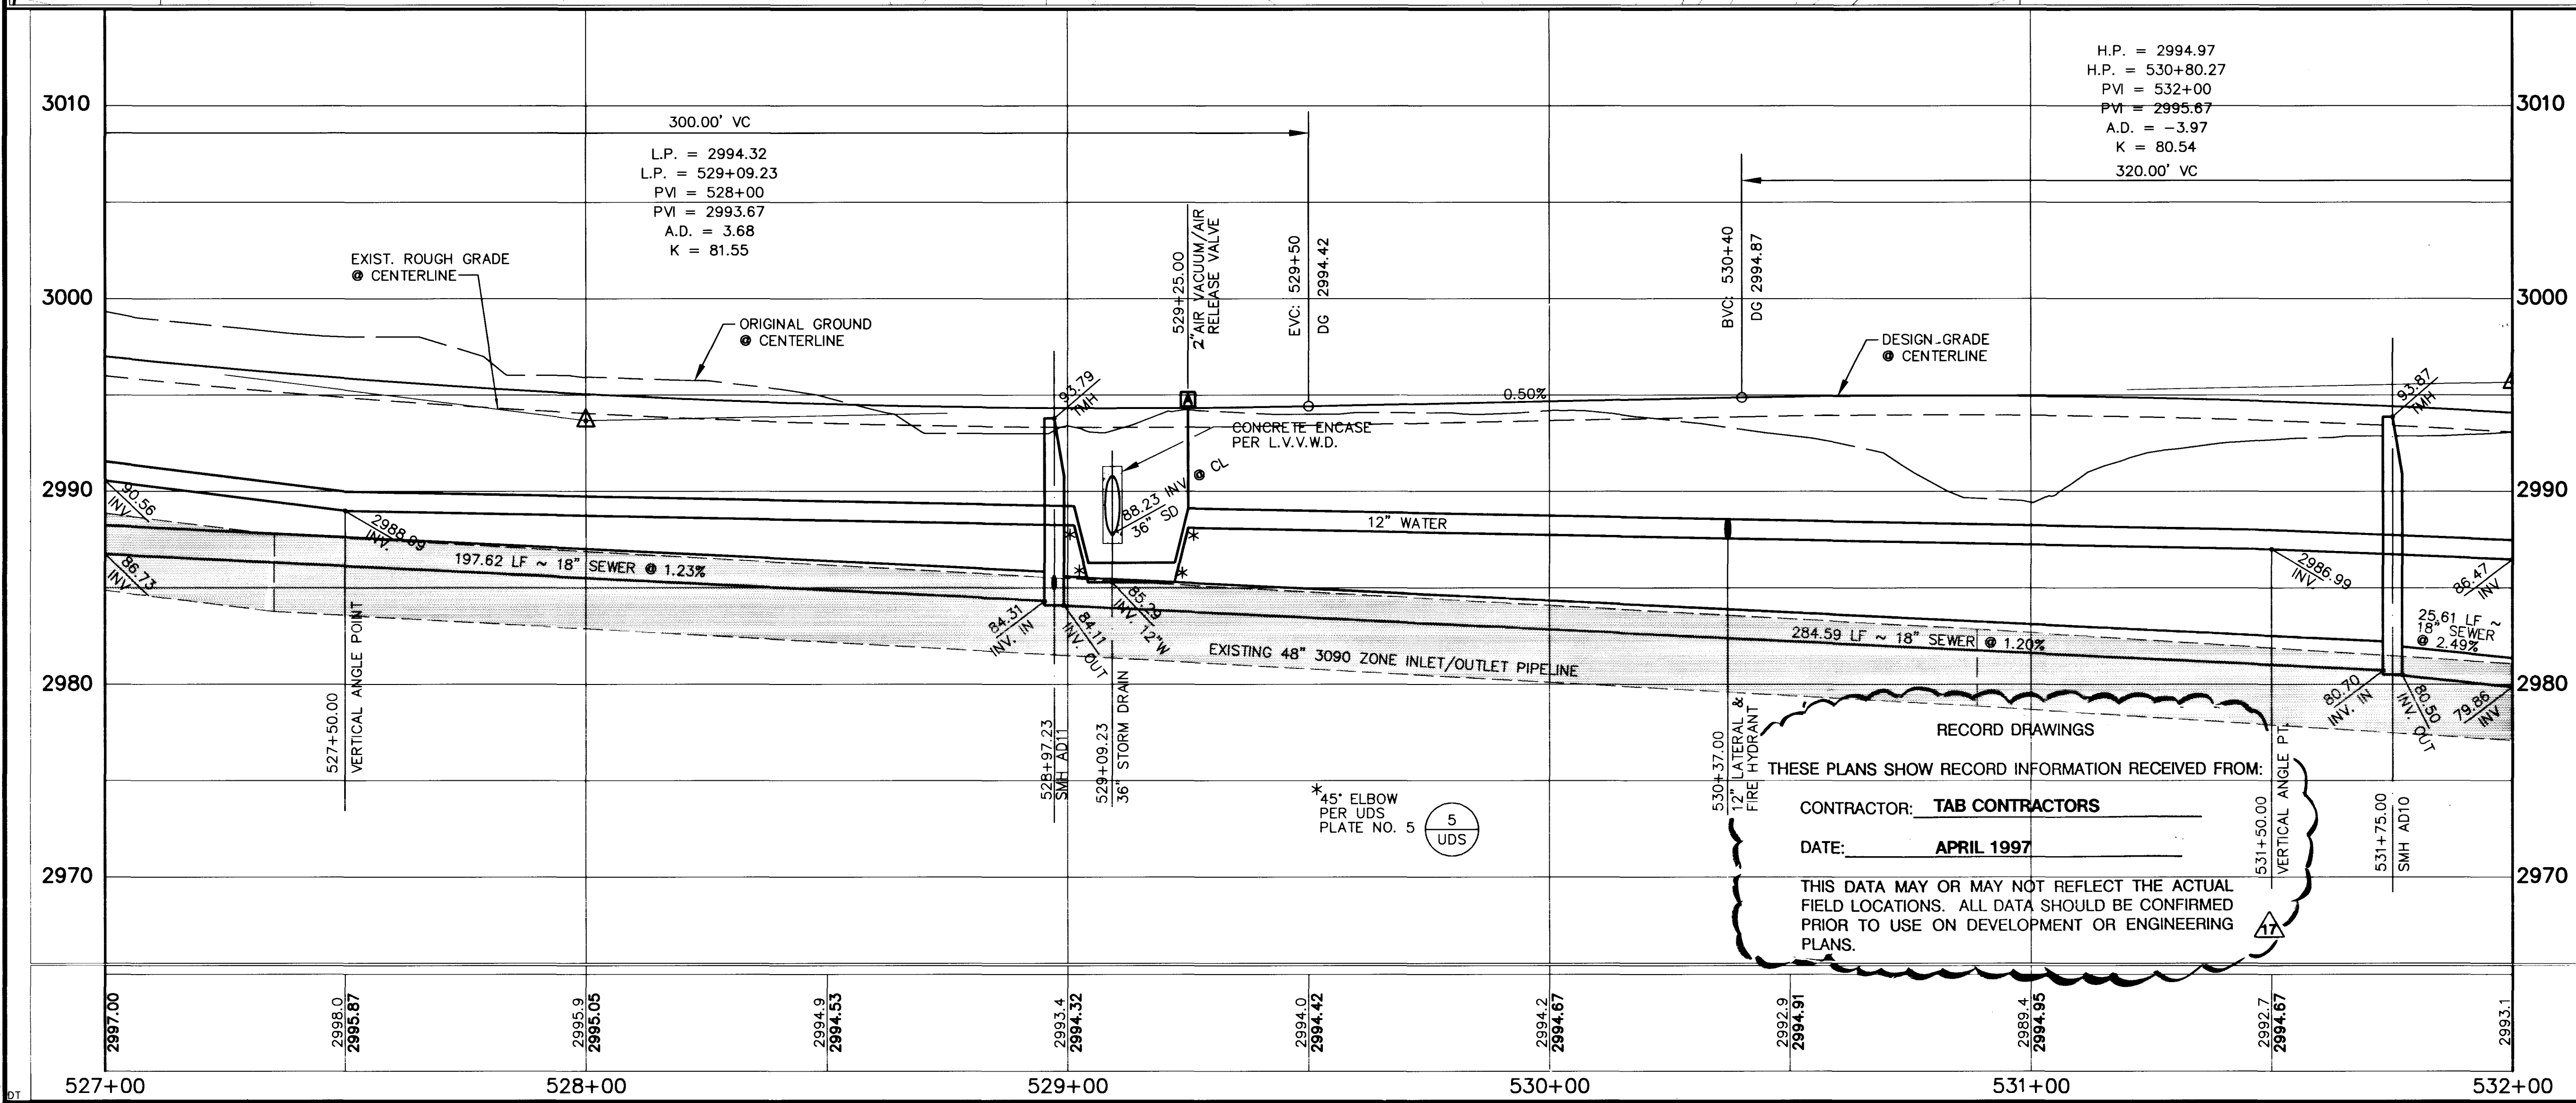 H.P. = 2994.97
H.P. = 530+80.27
PVI = 532+00
PVI = 2995.67
A.D. = -3.97
K = 80.54
320.00' VC
3010
3010
300.00' VC
L.P. = 2994.32
L.P. = 529+09.23
PVI = 528+00
PVI = 2993.67
A.D. = 3.68
K = 81.55
EXIST. ROUGH GRADE
@ CENTERLINE
ORIGINAL GROUND
@ CENTERLINE
529+25.00
2"AIR VACUUM/AIR
RELEASE VALVE
EVC: 529+50
DG 2994.42
BVC: 530+40
DG 2994.87
3000
3000
DESIGN GRADE
@ CENTERLINE
93.79
TMH
A
0.50%
93.87
TMH
CONCRETE ENCASE
PER L.V.V.W.D.
2990
2990
90.56
INV.
2988.99
INV.
88.23 INV @ CL
36" SD
12" WATER
*
*
*
*
86.73
INV.
197.62 LF ~ 18" SEWER @ 1.23%
84.31
INV. IN
84.11
INV. OUT
85.29
INV. 12"W
2986.99
INV.
86.47
INV
284.59 LF ~ 18" SEWER @ 1.20%
25.61 LF ~
18" SEWER
@ 2.49%
EXISTING 48" 3090 ZONE INLET/OUTLET PIPELINE
2980
2980
80.70
INV. IN
80.50
INV. OUT
79.86
INV
527+50.00
VERTICAL ANGLE POINT
528+97.23
SMH AD11
529+09.23
36" STORM DRAIN
530+37.00
12" LATERAL &
FIRE HYDRANT
531+50.00
VERTICAL ANGLE PT.
531+75.00
SMH AD10
*45° ELBOW
PER UDS
PLATE NO. 5
5
UDS
RECORD DRAWINGS
THESE PLANS SHOW RECORD INFORMATION RECEIVED FROM:
CONTRACTOR: TAB CONTRACTORS
DATE: APRIL 1997
THIS DATA MAY OR MAY NOT REFLECT THE ACTUAL
FIELD LOCATIONS. ALL DATA SHOULD BE CONFIRMED
PRIOR TO USE ON DEVELOPMENT OR ENGINEERING
PLANS.
17
2970
2970
2997.00
2998.0
2995.87
2995.9
2995.05
2994.9
2994.53
2993.4
2994.32
2994.0
2994.42
2994.2
2994.67
2992.9
2994.91
2989.4
2994.95
2992.7
2994.67
2993.1
527+00
528+00
529+00
530+00
531+00
532+00
DT